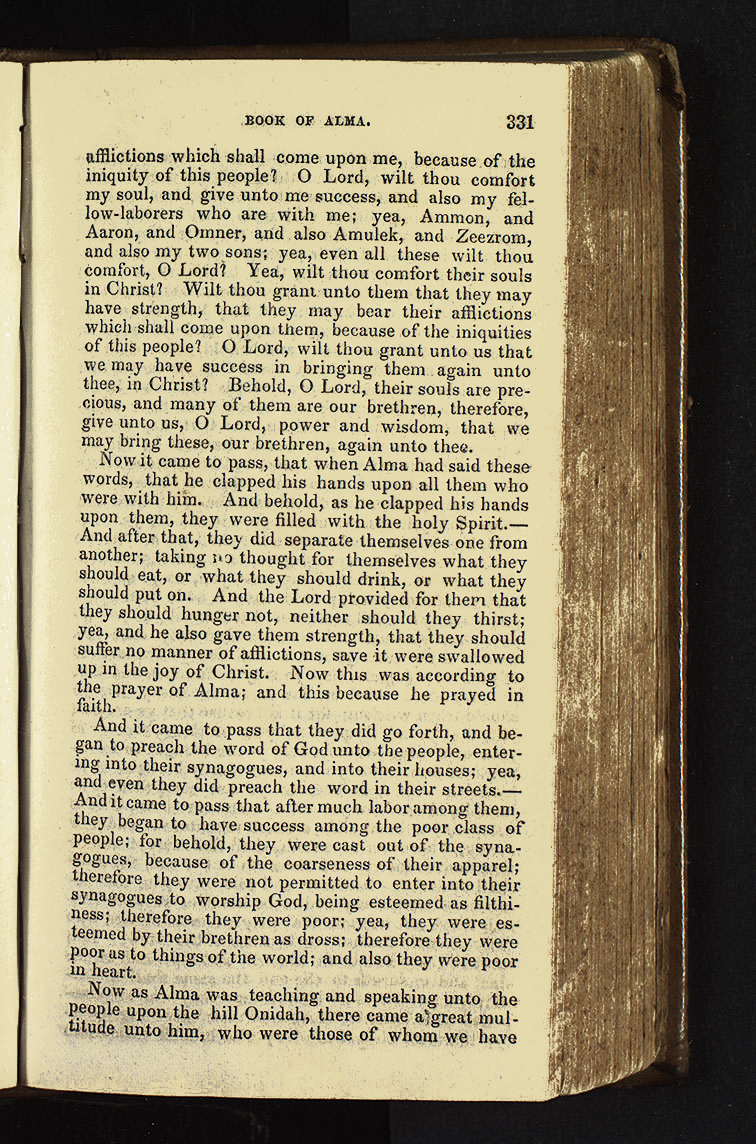 BOOK OF ALMA. 331
afflictions which shall come upon me, because of the
iniquity of this people? O Lord, wilt thou comfort
my soul, and give unto me success, and also my fel-
low-laborers who are with me; yea, Ammon, and
Aaron, and Omner, and also Amulek, and Zeezrom,
and also my two sons; yea, even all these wilt thou
comfort, O Lord? Yea, wilt thou comfort their souls
in Christ? Wilt thou grant unto them that they may
have strength, that they may bear their afflictions
which shall come upon them, because of the iniquities
of this people? O Lord, wilt thou grant unto us that
we may have success in bringing them again unto
thee, in Christ? Behold, O Lord, their souls are pre-
cious, and many of them are our brethren, therefore,
give unto us, O Lord, power and wisdom, that we
may bring these, our brethren, again unto thee.
Now it came to pass, that when Alma had said these
words, that he clapped his hands upon all them who
were with him. And behold, as he clapped his hands
upon them, they were filled with the holy Spirit.—
And after that, they did separate themselves one from
another; taking no thought for themselves what they
should eat, or what they should drink, or what they
should put on. And the Lord provided for them that
they should hunger not, neither should they thirst;
yea, and he also gave them strength, that they should
suffer no manner of afflictions, save it were swallowed
up in the joy of Christ. Now this was according to
the prayer of Alma; and this because he prayed in
faith.
And it came to pass that they did go forth, and be-
gan to preach the word of God unto the people, enter-
ing into their synagogues, and into their houses; yea,
and even they did preach the word in their streets.—
And it came to pass that after much labor among them,
they began to have success among the poor class of
people; for behold, they were cast out of the syna-
gogues, because of the coarseness of their apparel;
therefore they were not permitted to enter into their
synagogues to worship God, being esteemed as filthi-
ness; therefore they were poor; yea, they were es-
teemed by their brethren as dross; therefore they were
poor as to things of the world; and also they were poor
in heart.
Now as Alma was teaching and speaking unto the
people upon the hill Onidah, there came a great mul-
titude unto him, who were those of whom we have